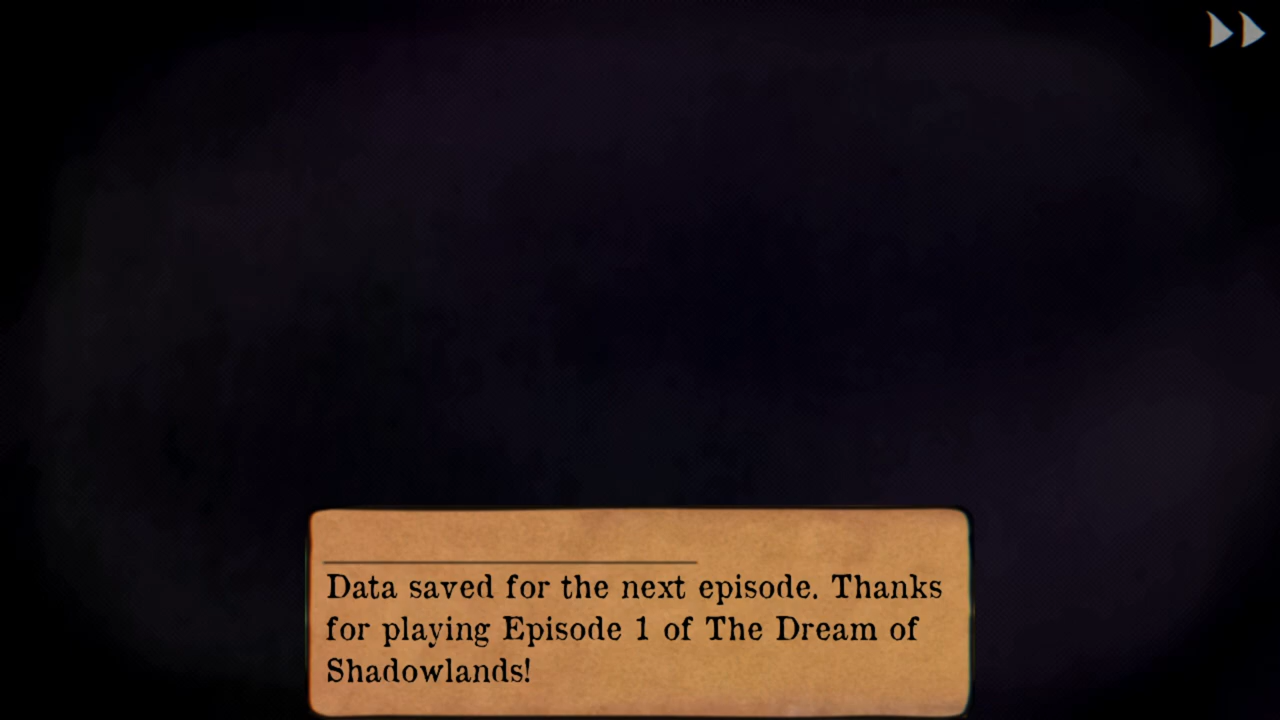 Data saved for the next episode. Thanks
for playing Episode 1 of The Dream of
Shadowlands!